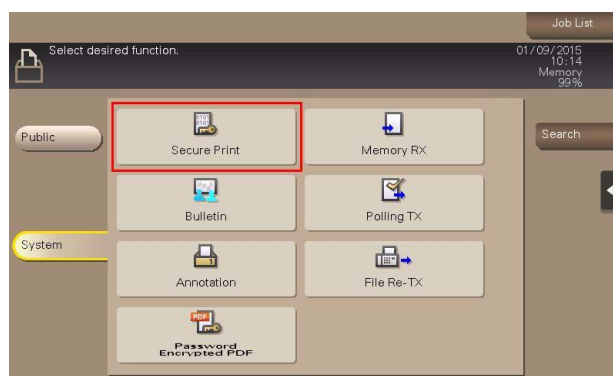 Job List
Select desired function.
01/09/2015
10:14
Memory
99%
Public
Secure Print
Memory RX
Search
Bulletin
Polling TX
System
Annotation
File Re-TX
PDF
Password
Encrypted PDF